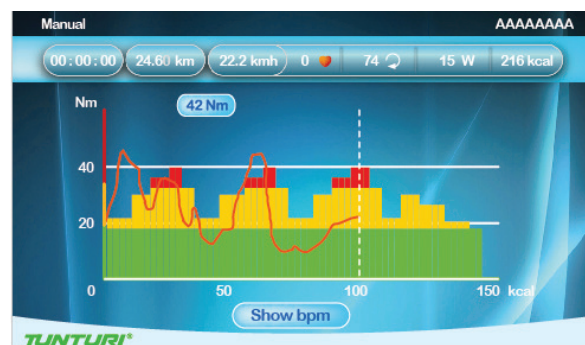 Manual AAAAAAAA
00:00:00 24.60 km 22.2 kmh 0 74 15 W 216 kcal
Nm 42 Nm
40
20
0 50 100 150 kcal
Show bpm
TUNTURI®